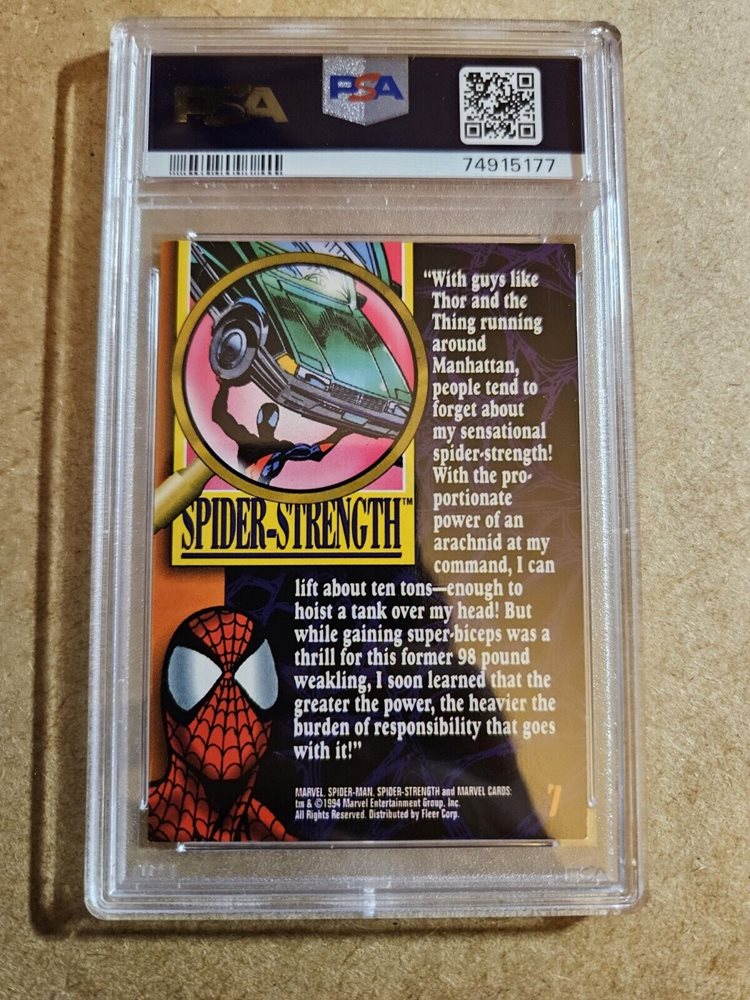 PSA PSA
74915177
"With guys like
Thor and the
Thing running
around
Manhattan,
people tend to
forget about
my sensational
spider-strength!
With the pro-
portionate
power of an
arachnid at my
command, I can
lift about ten tons—enough to
hoist a tank over my head! But
while gaining super-biceps was a
thrill for this former 98 pound
weakling, I soon learned that the
greater the power, the heavier the
burden of responsibility that goes
with it!"
SPIDER-STRENGTH™
MARVEL, SPIDER-MAN, SPIDER-STRENGTH and MARVEL CARDS:
tm & ©1994 Marvel Entertainment Group, Inc.
All Rights Reserved. Distributed by Fleer Corp.
7
PSA